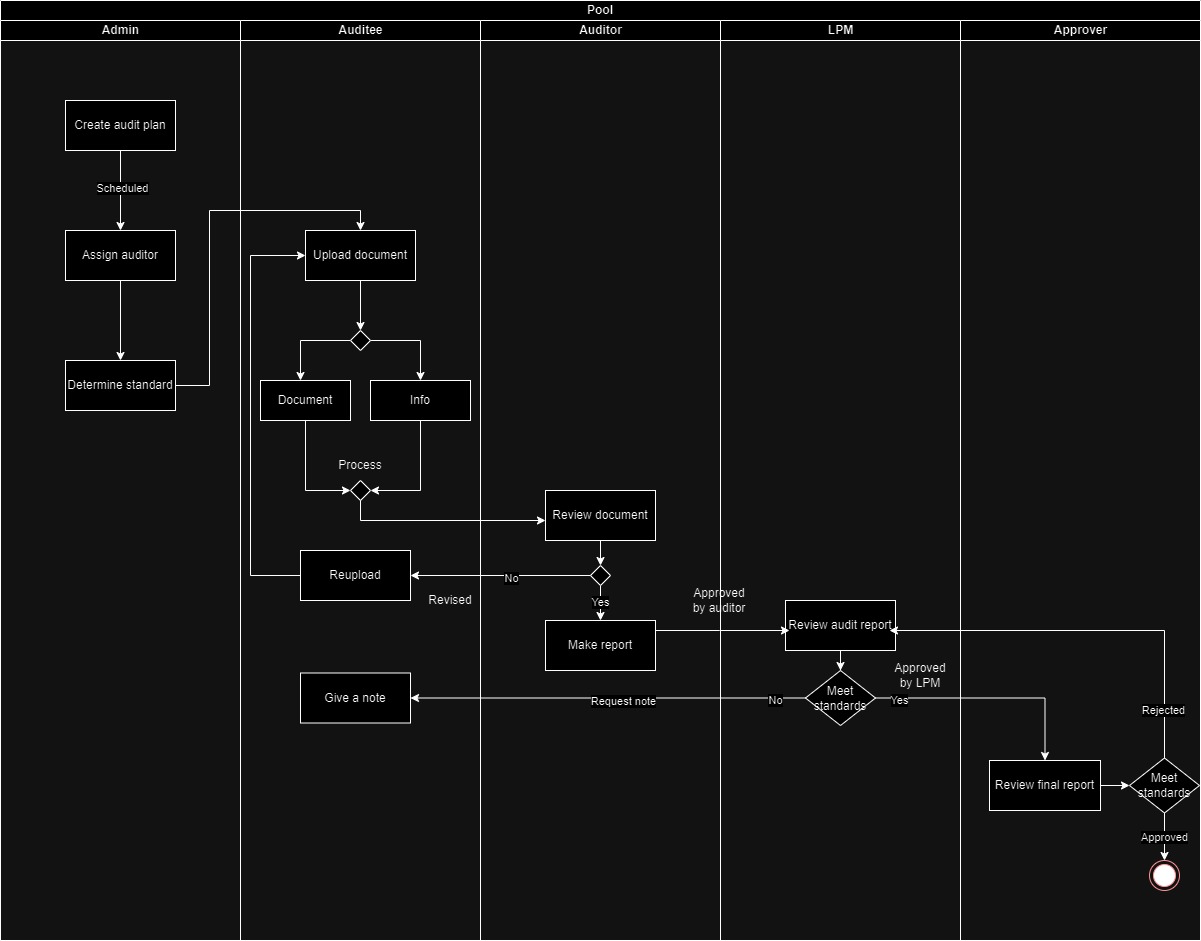 Pool
Admin
Auditee
Auditor
LPM
Approver
Create audit plan
Scheduled
Assign auditor
Upload document
Determine standard
Document
Info
Process
Review document
Reupload
No
Revised
Yes
Approved
by auditor
Make report
Review audit report
Approved
by LPM
Give a note
Request note
No
Meet
standards
Yes
Rejected
Review final report
Meet
standards
Approved